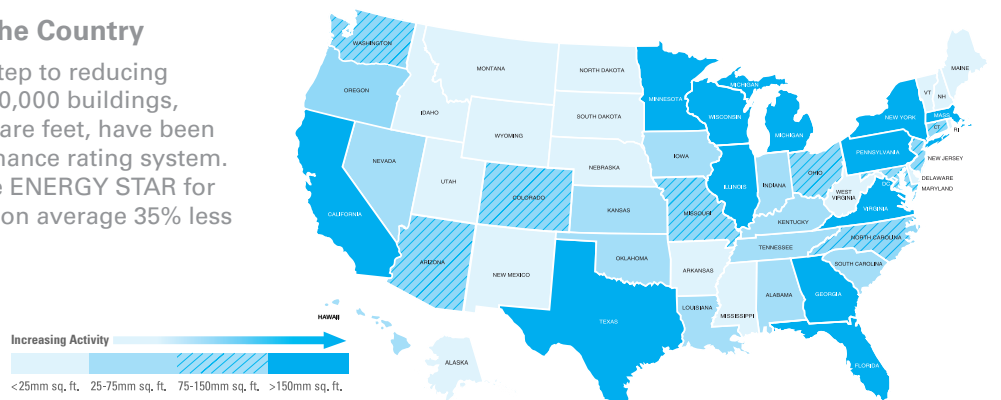 he Country
tep to reducing
0,000 buildings,
are feet, have been
nance rating system.
e ENERGY STAR for
on average 35% less
WASHINGTON
OREGON
CALIFORNIA
NEVADA
IDAHO
MONTANA
WYOMING
UTAH
ARIZONA
COLORADO
NEW MEXICO
NORTH DAKOTA
SOUTH DAKOTA
NEBRASKA
KANSAS
OKLAHOMA
TEXAS
MINNESOTA
IOWA
MISSOURI
ARKANSAS
LOUISIANA
WISCONSIN
ILLINOIS
MICHIGAN
MICHIGAN
INDIANA
OHIO
KENTUCKY
TENNESSEE
MISSISSIPPI
ALABAMA
GEORGIA
FLORIDA
SOUTH CAROLINA
NORTH CAROLINA
VIRGINIA
WEST
VIRGINIA
DC
PENNSYLVANIA
NEW YORK
VT
NH
MAINE
MASS
CT
RI
NEW JERSEY
DELAWARE
MARYLAND
HAWAII
ALASKA
Increasing Activity
<25mm sq. ft. 25-75mm sq. ft. 75-150mm sq. ft. >150mm sq. ft.